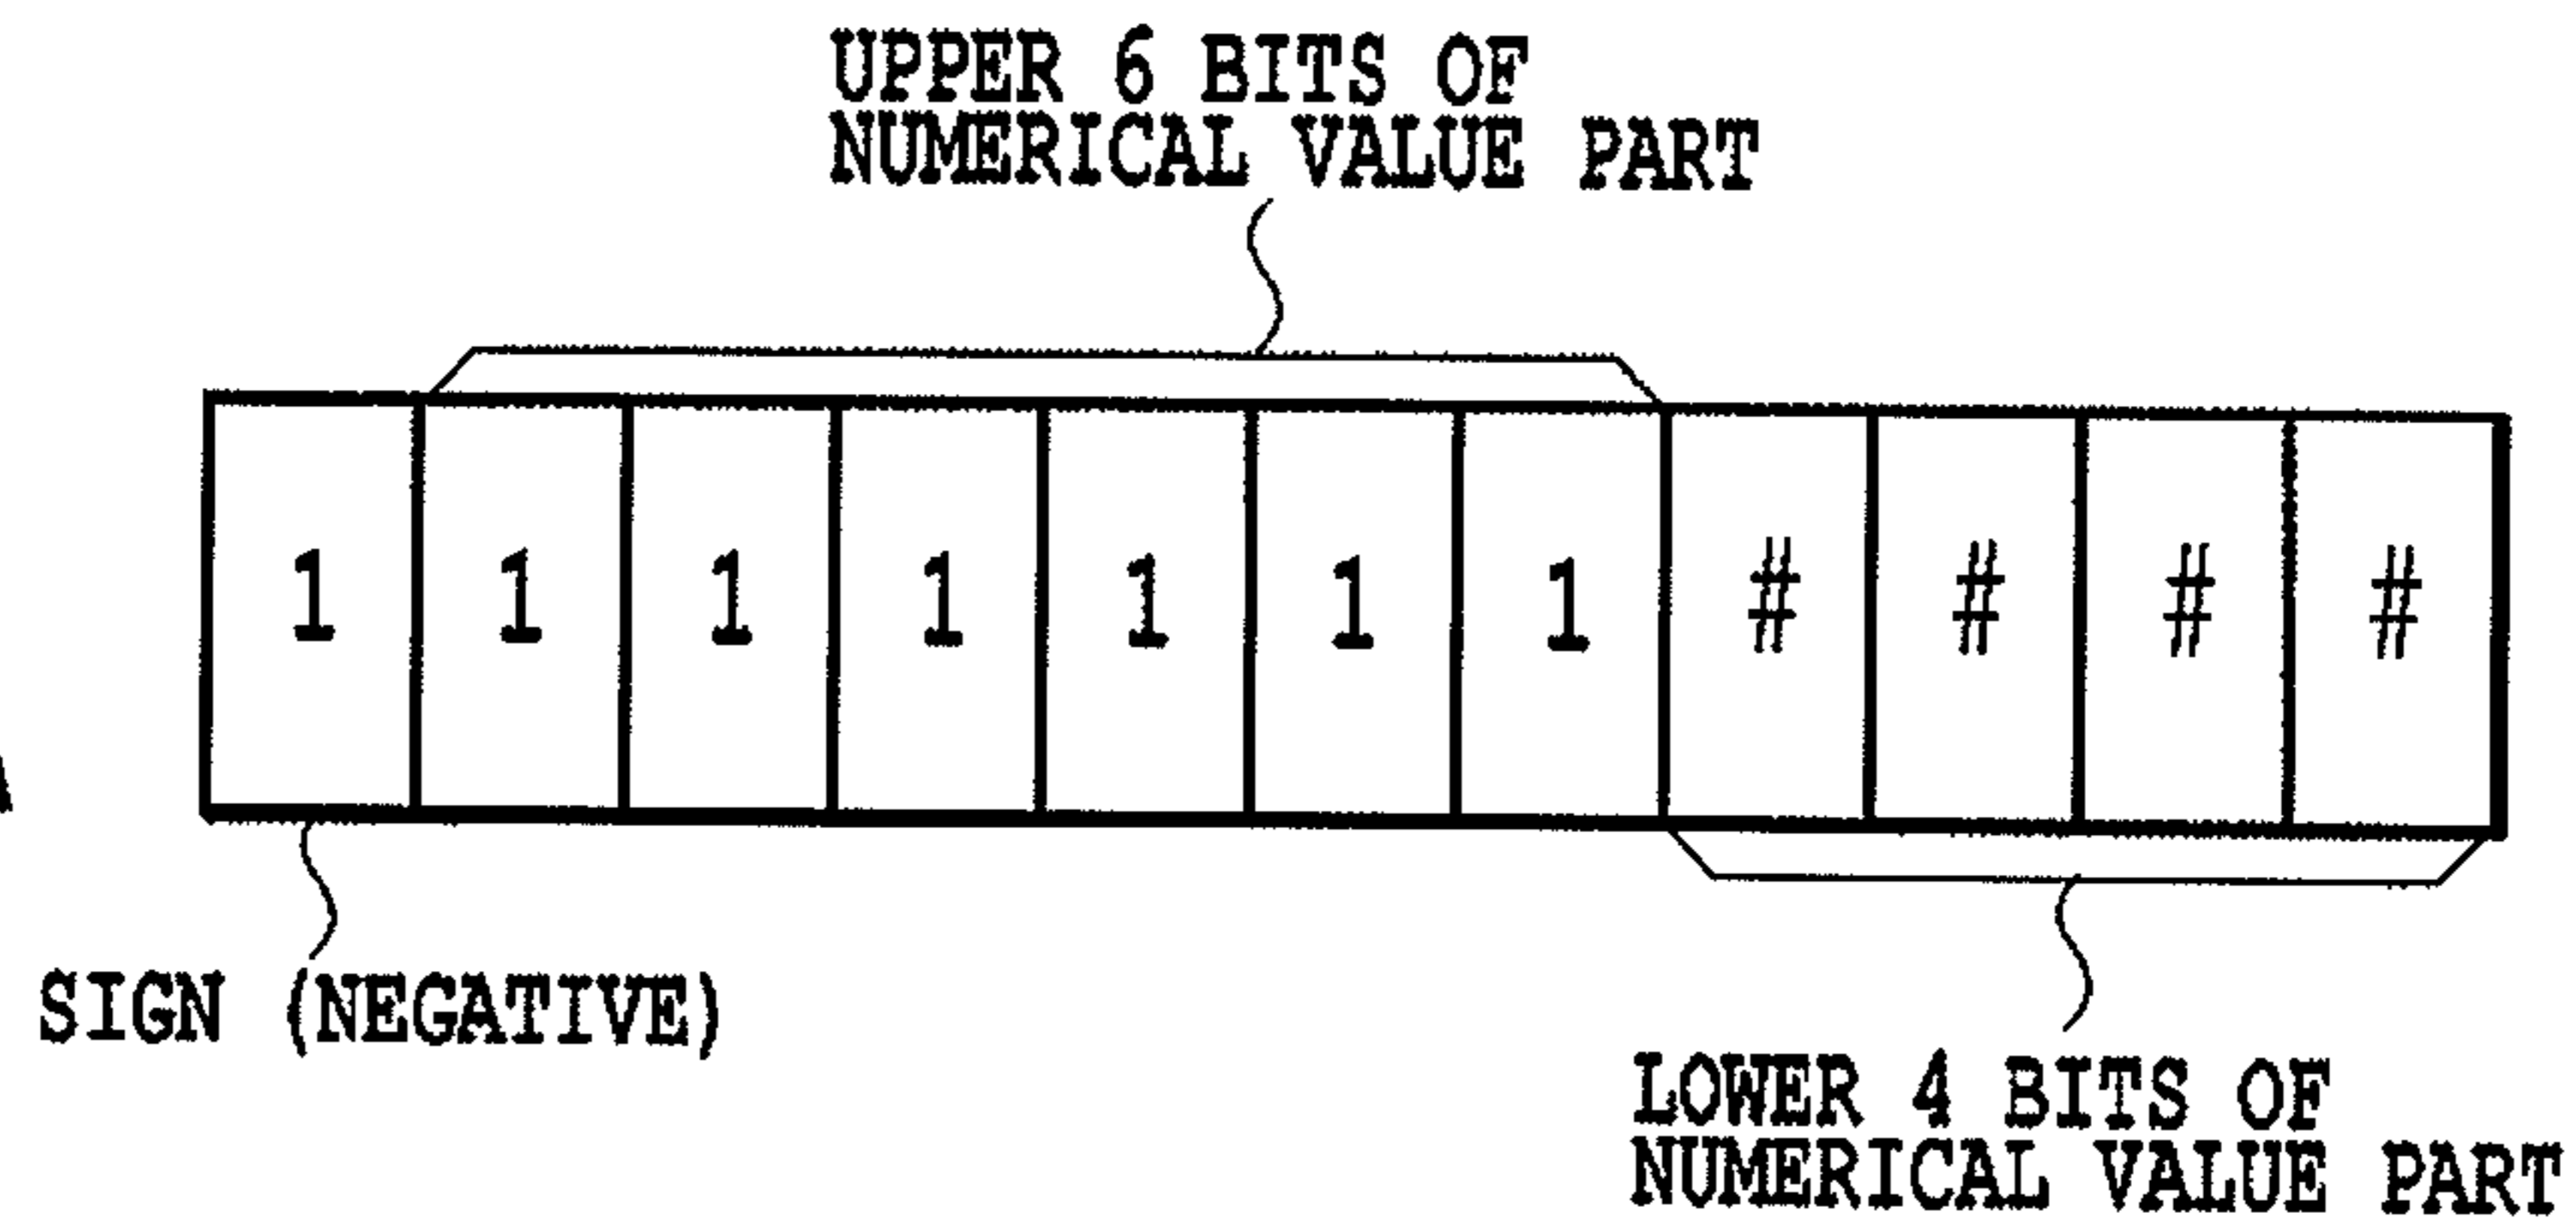 UPPER 6 BITS OF
NUMERICAL VALUE PART
1 1 1 1 1 1 1 # # # #
SIGN (NEGATIVE)
LOWER 4 BITS OF
NUMERICAL VALUE PART